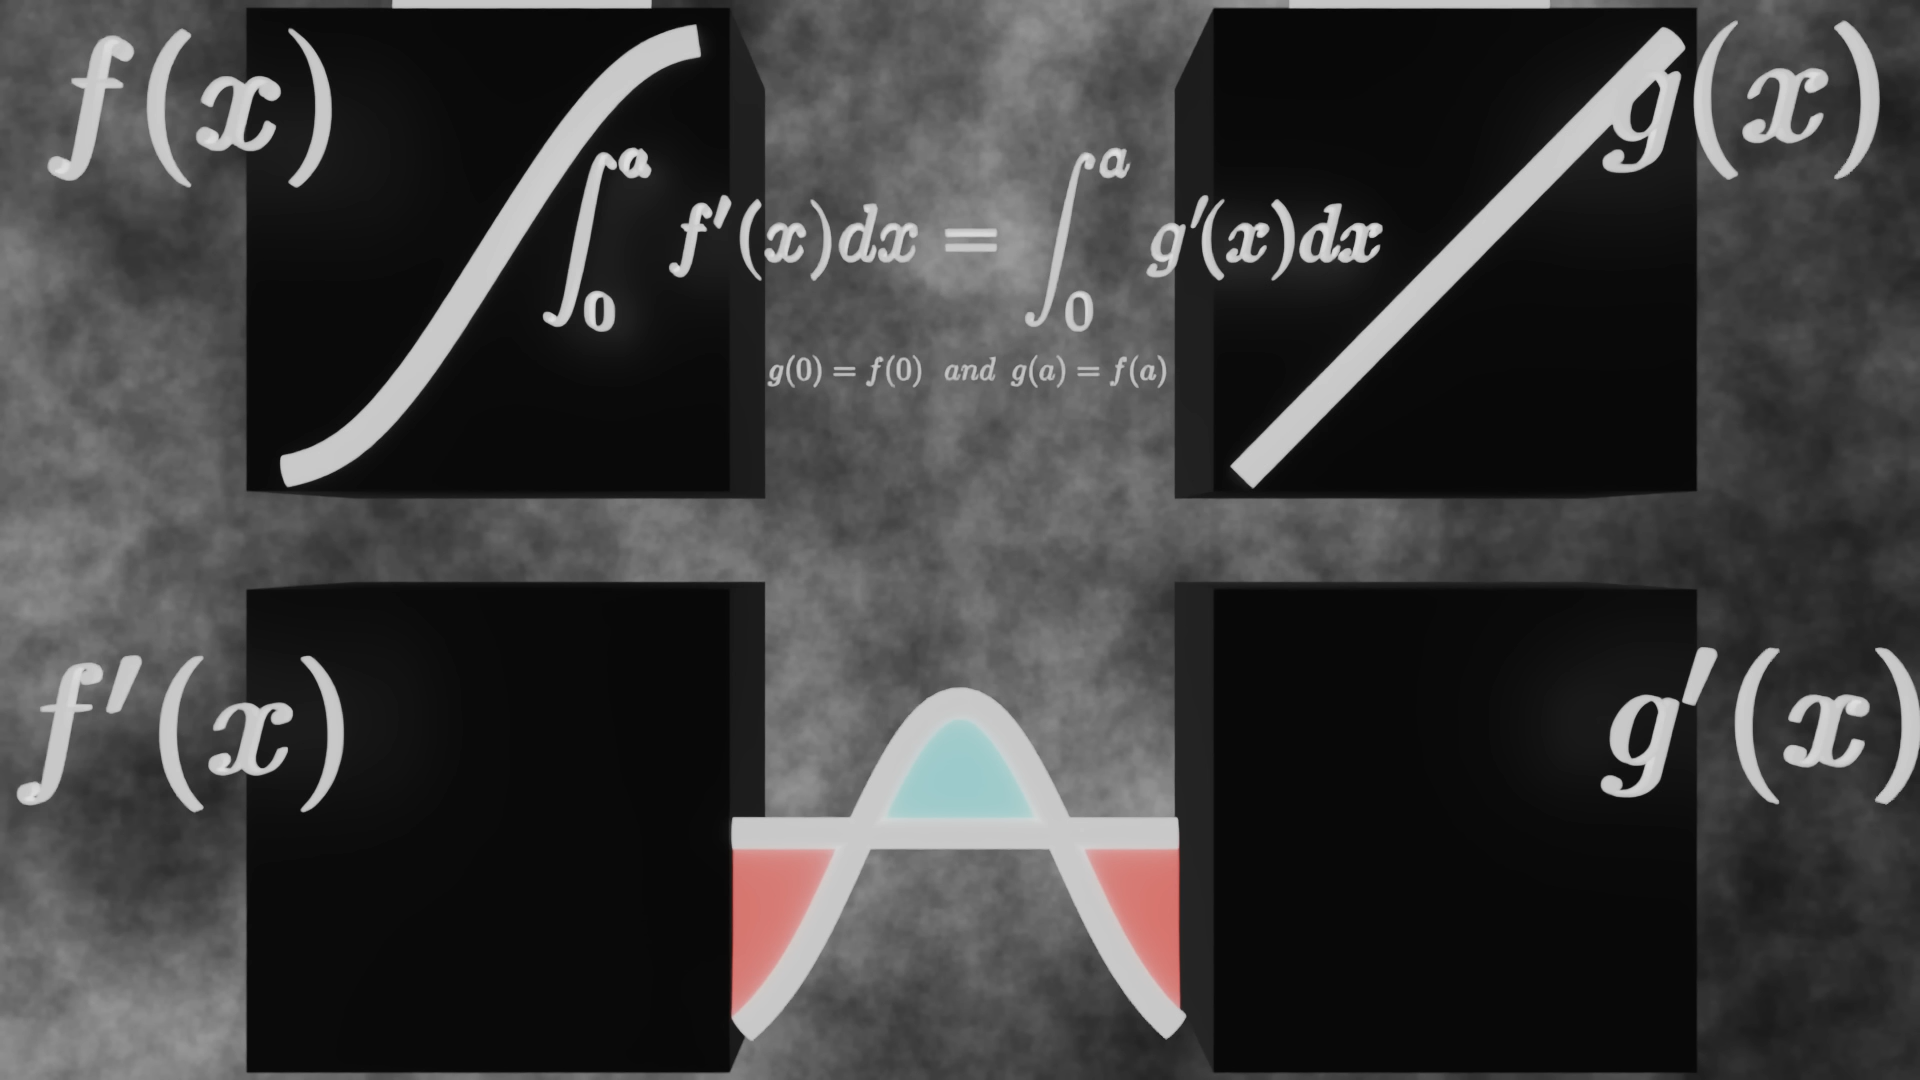 f(x)
g(x)
∫₀ᵃ f′(x)dx = ∫₀ᵃ g′(x)dx
g(0) = f(0) and g(a) = f(a)
f′(x)
g′(x)